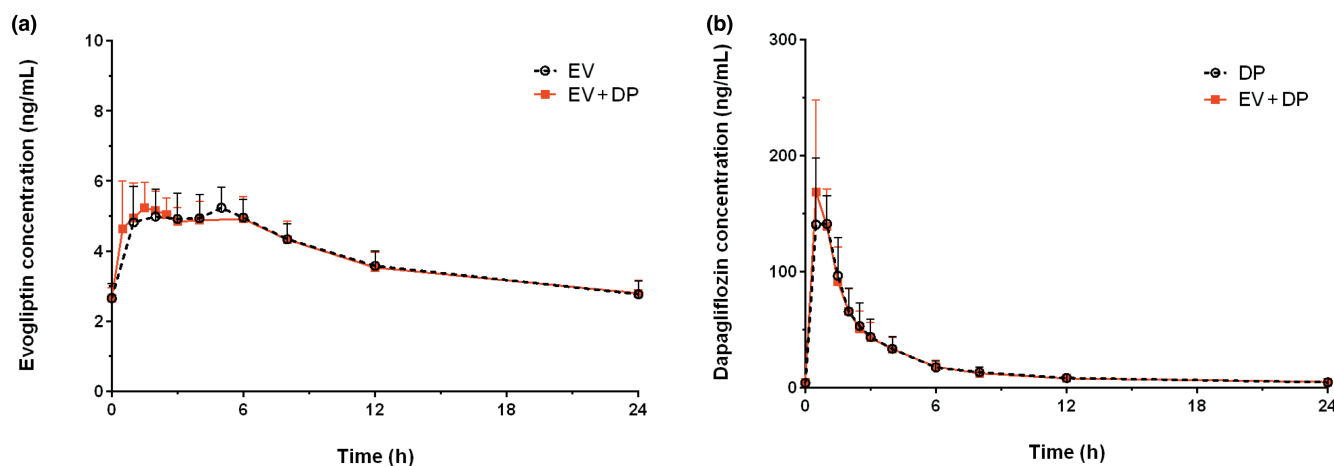 (a)
Evogliptin concentration (ng/mL)
10
8
6
4
2
0
0
6
12
18
24
Time (h)
EV
EV+DP
(b)
Dapagliflozin concentration (ng/mL)
300
200
100
0
0
6
12
18
24
Time (h)
DP
EV+DP